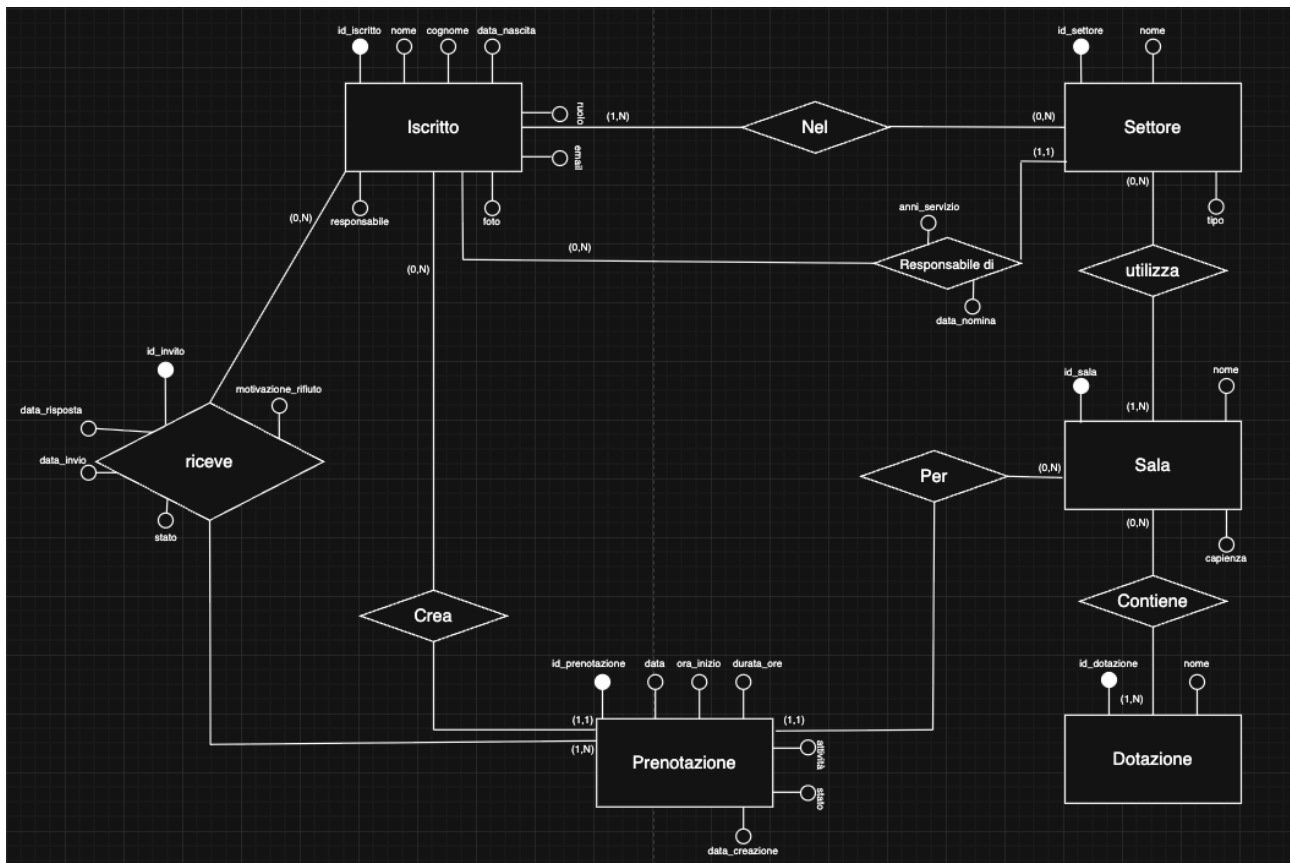 id_iscritto nome cognome data_nascita
id_settore nome
Iscritto
ruolo
email
(1,N)
Nel
(0,N)
Settore
(1,1)
(0,N)
responsabile
foto
(0,N)
anni_servizio
tipo
(0,N)
(0,N)
Responsabile di
utilizza
data_nomina
id_invito
motivazione_rifiuto
id_sala
nome
data_risposta
(1,N)
data_invio
riceve
Per
(0,N)
Sala
stato
(0,N)
capienza
Crea
Contiene
id_prenotazione data ora_inizio durata_ore
id_dotazione nome
(1,N)
(1,1)
(1,1)
(1,N)
Prenotazione
attività
stato
Dotazione
data_creazione